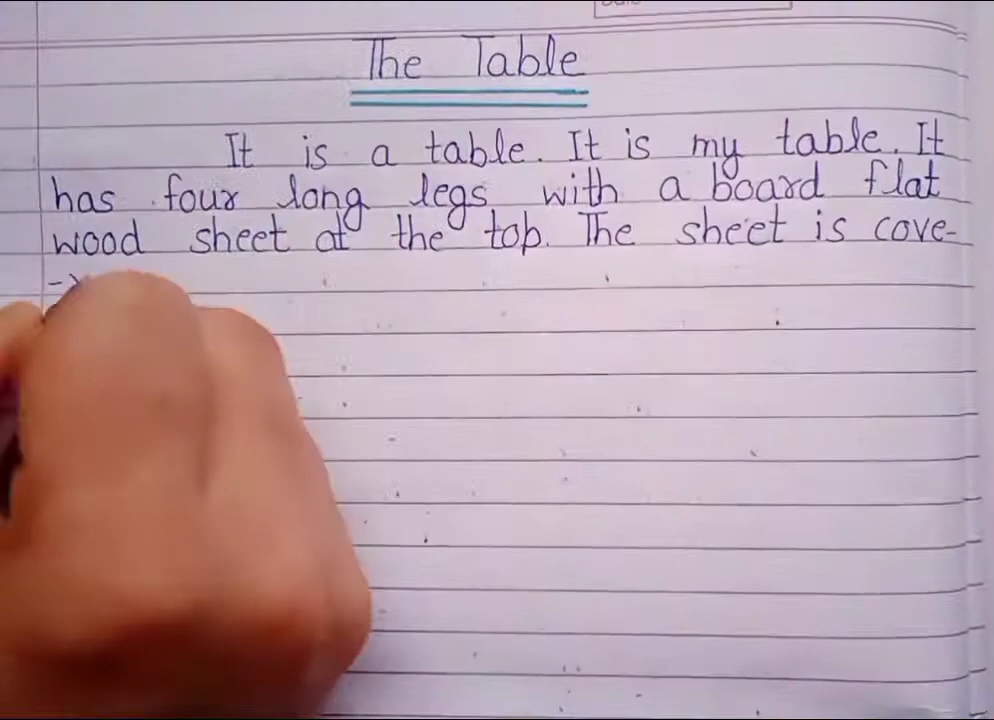 The Table
It is a table. It is my table. It
has four long legs with a board flat
wood sheet at the top. The sheet is cove-